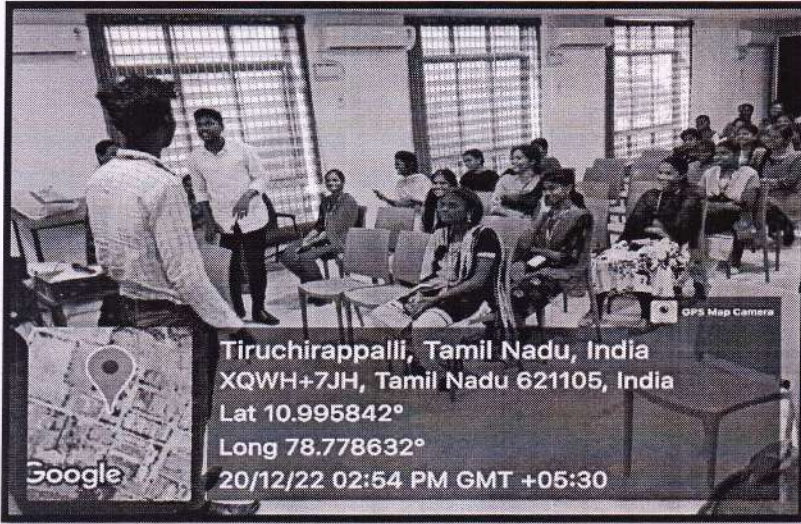 GPS Map Camera
Tiruchirappalli, Tamil Nadu, India
XQWH+7JH, Tamil Nadu 621105, India
Lat 10.995842°
Long 78.778632°
20/12/22 02:54 PM GMT +05:30
Google